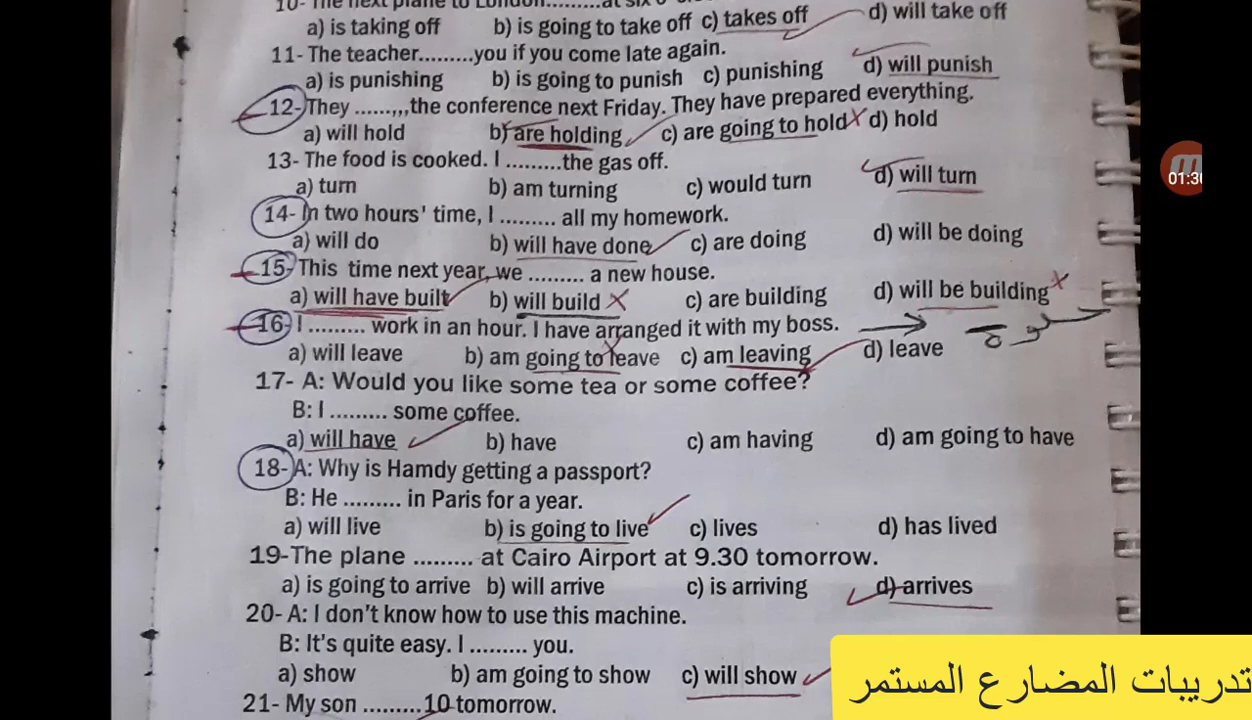 10- The next plane to London.........at six
a) is taking off b) is going to take off c) takes off d) will take off
11- The teacher.........you if you come late again.
a) is punishing b) is going to punish c) punishing d) will punish
12- They ......,,,the conference next Friday. They have prepared everything.
a) will hold b) are holding c) are going to hold d) hold
13- The food is cooked. I .........the gas off.
a) turn b) am turning c) would turn d) will turn
14- In two hours' time, I ......... all my homework.
a) will do b) will have done c) are doing d) will be doing
15- This time next year, we ......... a new house.
a) will have built b) will build c) are building d) will be building
16- I ......... work in an hour. I have arranged it with my boss.
a) will leave b) am going to leave c) am leaving d) leave
17- A: Would you like some tea or some coffee?
B: I ......... some coffee.
a) will have b) have c) am having d) am going to have
18- A: Why is Hamdy getting a passport?
B: He ......... in Paris for a year.
a) will live b) is going to live c) lives d) has lived
19-The plane ......... at Cairo Airport at 9.30 tomorrow.
a) is going to arrive b) will arrive c) is arriving d) arrives
20- A: I don't know how to use this machine.
B: It's quite easy. I ......... you.
a) show b) am going to show c) will show
21- My son .........10 tomorrow.
تدريبات المضارع المستمر